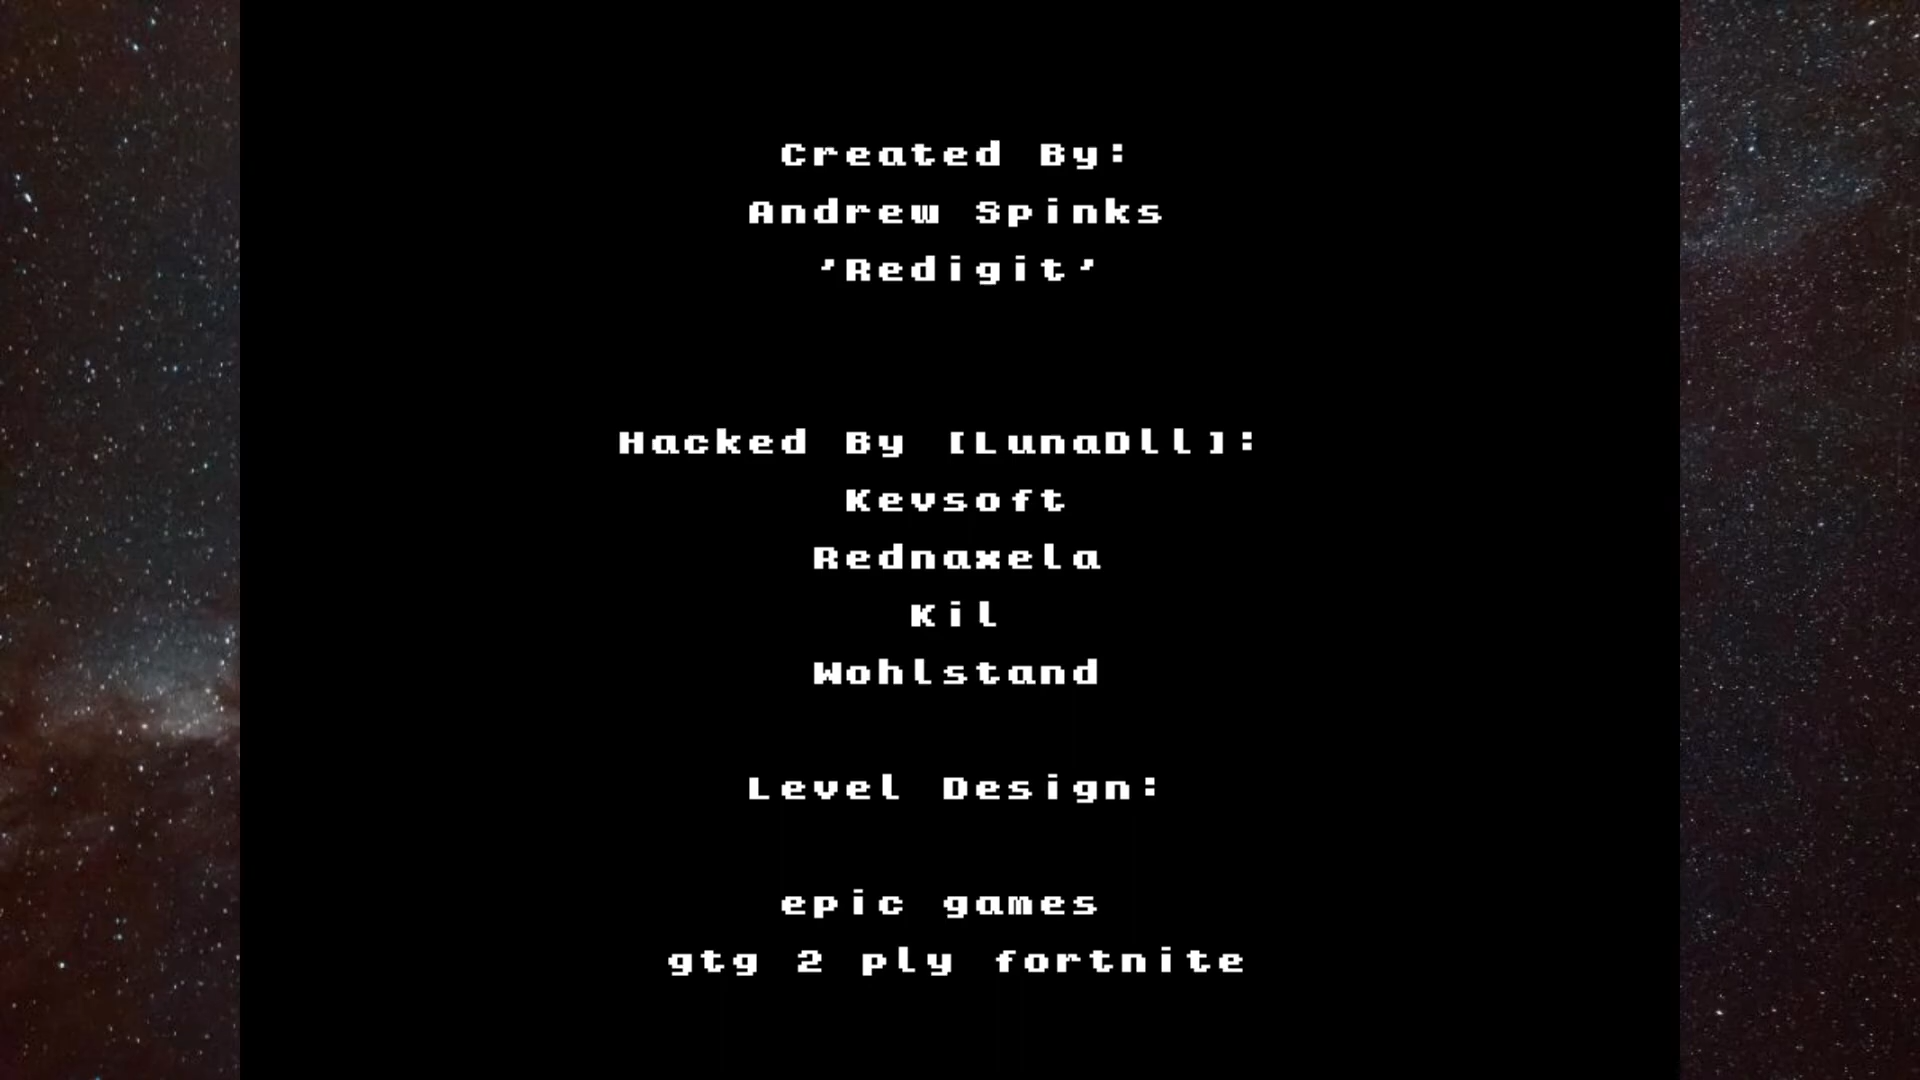 Created By:
Andrew Spinks
'Redigit'
Hacked By [LunaDll]:
Kevsoft
Rednaxela
Kil
Wohlstand
Level Design:
epic games
gtg 2 ply fortnite